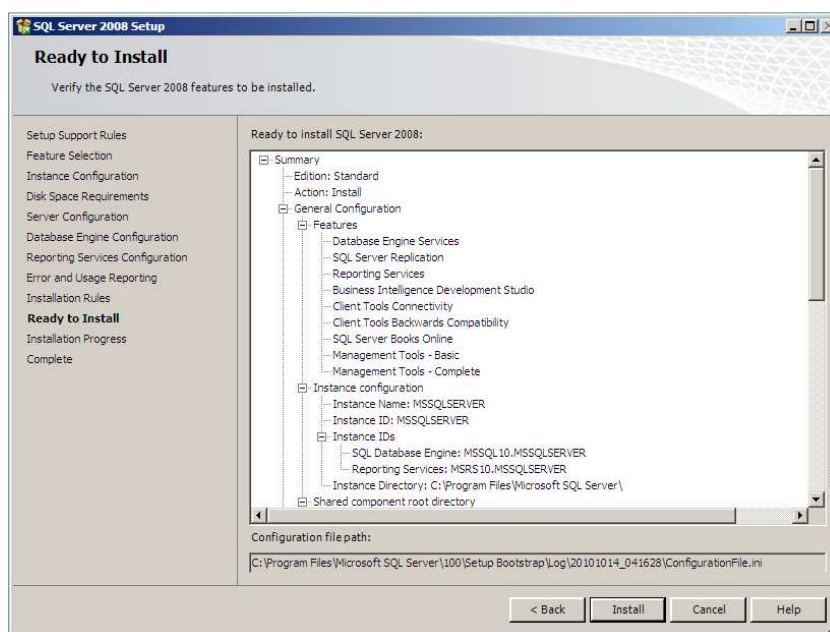 SQL Server 2008 Setup
Ready to Install
Verify the SQL Server 2008 features to be installed.
Setup Support Rules
Feature Selection
Instance Configuration
Disk Space Requirements
Server Configuration
Database Engine Configuration
Reporting Services Configuration
Error and Usage Reporting
Installation Rules
Ready to Install
Installation Progress
Complete
Ready to install SQL Server 2008:
Summary
Edition: Standard
Action: Install
General Configuration
Features
Database Engine Services
SQL Server Replication
Reporting Services
Business Intelligence Development Studio
Client Tools Connectivity
Client Tools Backwards Compatibility
SQL Server Books Online
Management Tools - Basic
Management Tools - Complete
Instance configuration
Instance Name: MSSQLSERVER
Instance ID: MSSQLSERVER
Instance IDs
SQL Database Engine: MSSQL10.MSSQLSERVER
Reporting Services: MSRS10.MSSQLSERVER
Instance Directory: C:\Program Files\Microsoft SQL Server\
Shared component root directory
Configuration file path:
C:\Program Files\Microsoft SQL Server\100\Setup Bootstrap\Log\20101014_041628\ConfigurationFile.ini
< Back Install Cancel Help